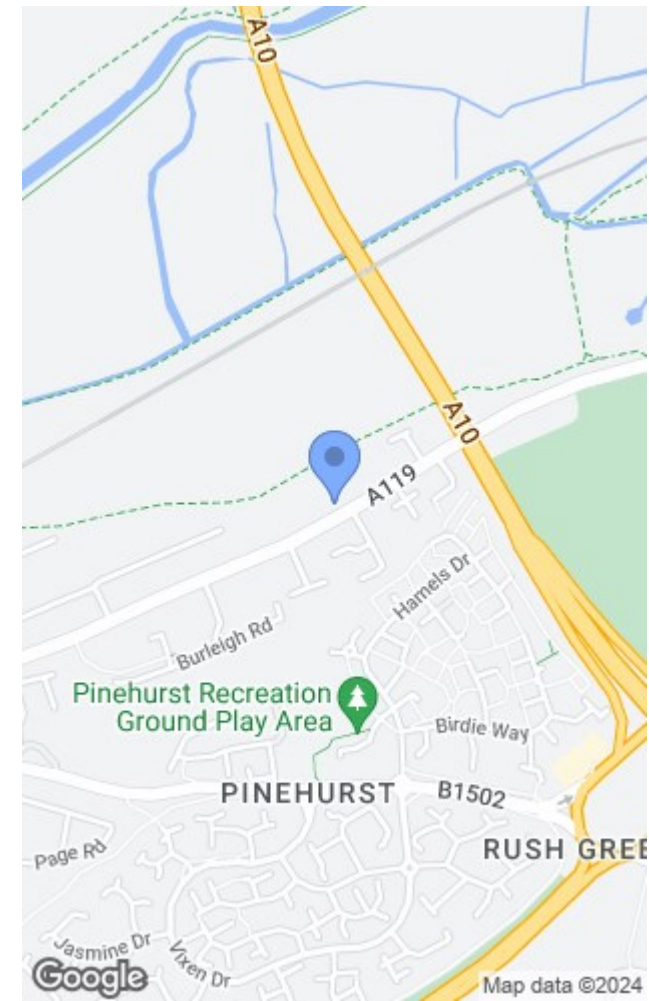 A10
A10
A119
Hamels Dr
Burleigh Rd
Pinehurst Recreation
Ground Play Area
Birdie Way
PINEHURST
B1502
RUSH GREE
Page Rd
Jasmine Dr
Vixen Dr
Google
Map data ©2024